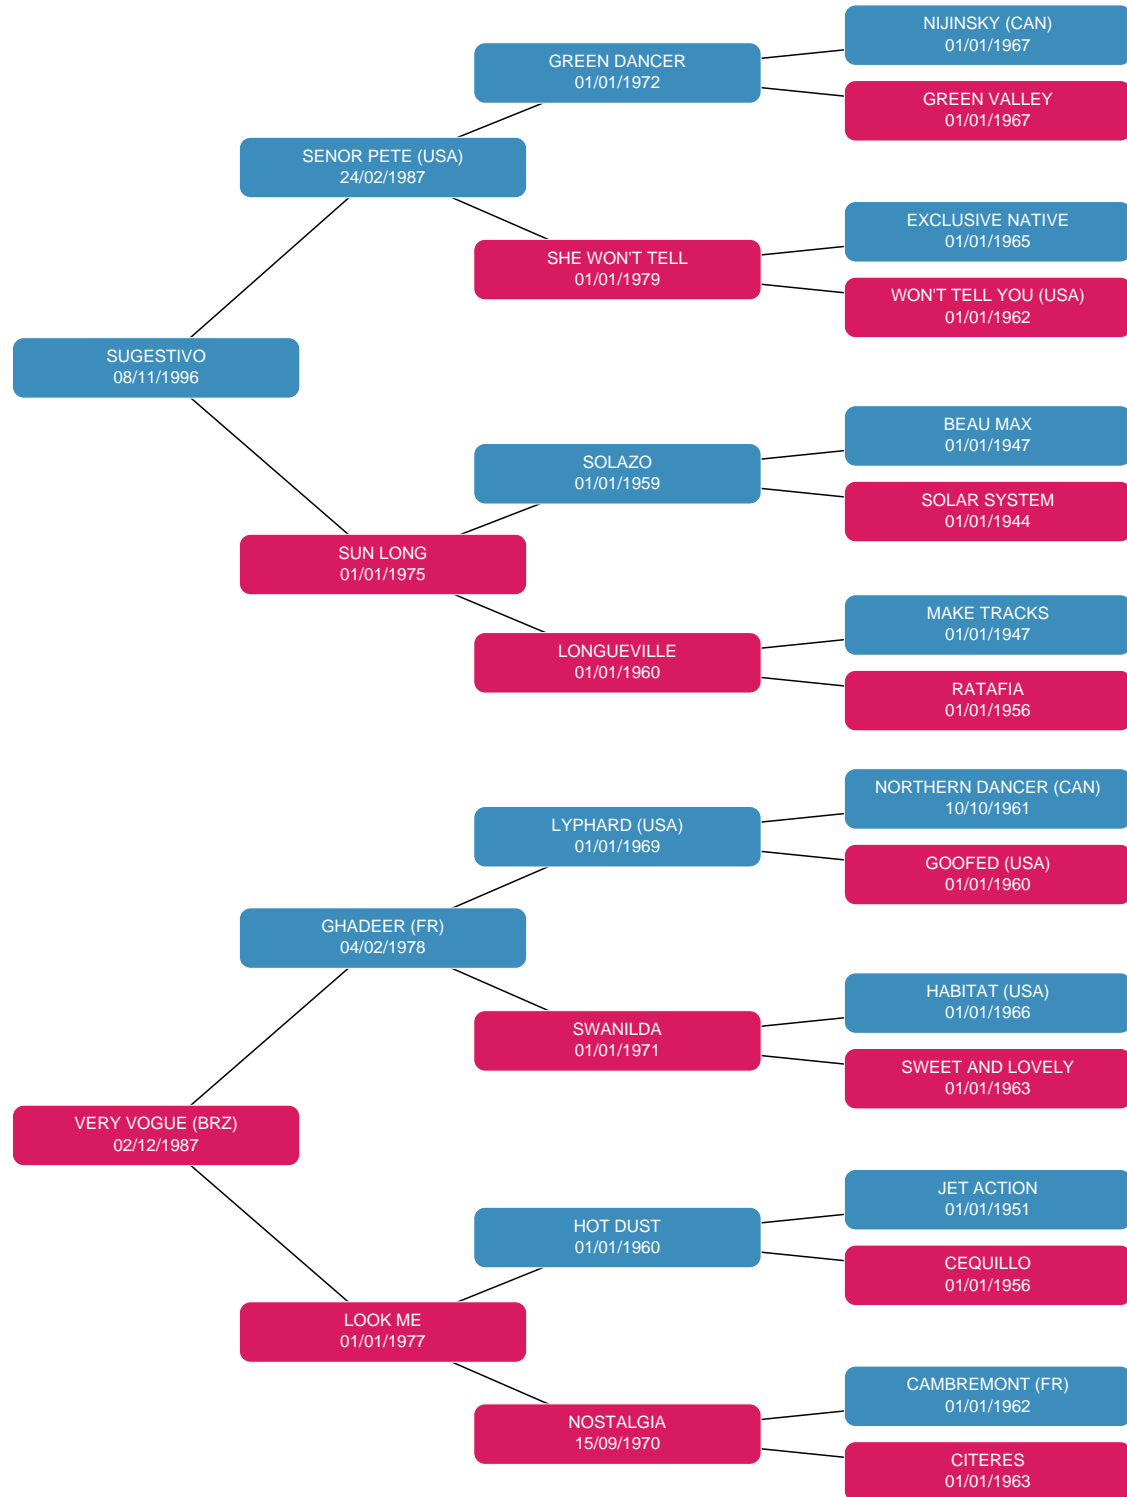 NIJINSKY (CAN)
01/01/1967
GREEN DANCER
01/01/1972
GREEN VALLEY
01/01/1967
SENOR PETE (USA)
24/02/1987
EXCLUSIVE NATIVE
01/01/1965
SHE WON'T TELL
01/01/1979
WON'T TELL YOU (USA)
01/01/1962
SUGESTIVO
08/11/1996
BEAU MAX
01/01/1947
SOLAZO
01/01/1959
SOLAR SYSTEM
01/01/1944
SUN LONG
01/01/1975
MAKE TRACKS
01/01/1947
LONGUEVILLE
01/01/1960
RATAFIA
01/01/1956
NORTHERN DANCER (CAN)
10/10/1961
LYPHARD (USA)
01/01/1969
GOOFED (USA)
01/01/1960
GHADEER (FR)
04/02/1978
HABITAT (USA)
01/01/1966
SWANILDA
01/01/1971
SWEET AND LOVELY
01/01/1963
VERY VOGUE (BRZ)
02/12/1987
JET ACTION
01/01/1951
HOT DUST
01/01/1960
CEQUILLO
01/01/1956
LOOK ME
01/01/1977
CAMBREMONT (FR)
01/01/1962
NOSTALGIA
15/09/1970
CITERES
01/01/1963